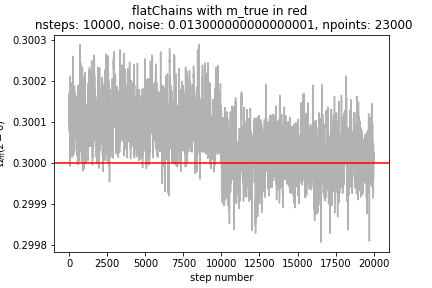 flatChains with m_true in red
nsteps: 10000, noise: 0.013000000000000001, npoints: 23000
0.3003
0.3002
0.3001
0.3000
0.2999
0.2998
0 2500 5000 7500 10000 12500 15000 17500 20000
step number